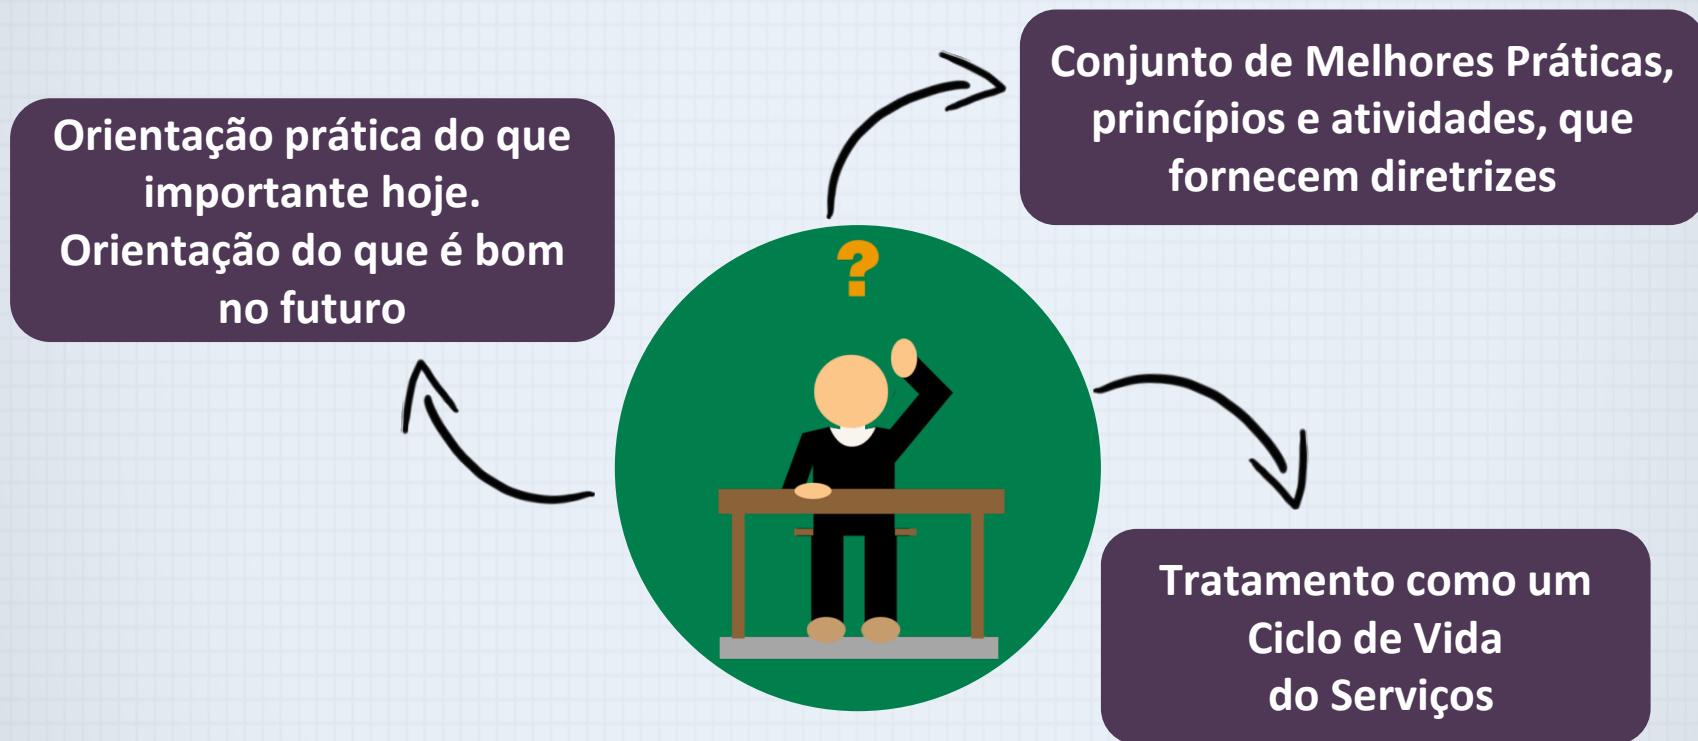 Orientação prática do que
importante hoje.
Orientação do que é bom
no futuro
?
Conjunto de Melhores Práticas,
princípios e atividades, que
fornecem diretrizes
Tratamento como um
Ciclo de Vida
do Serviços